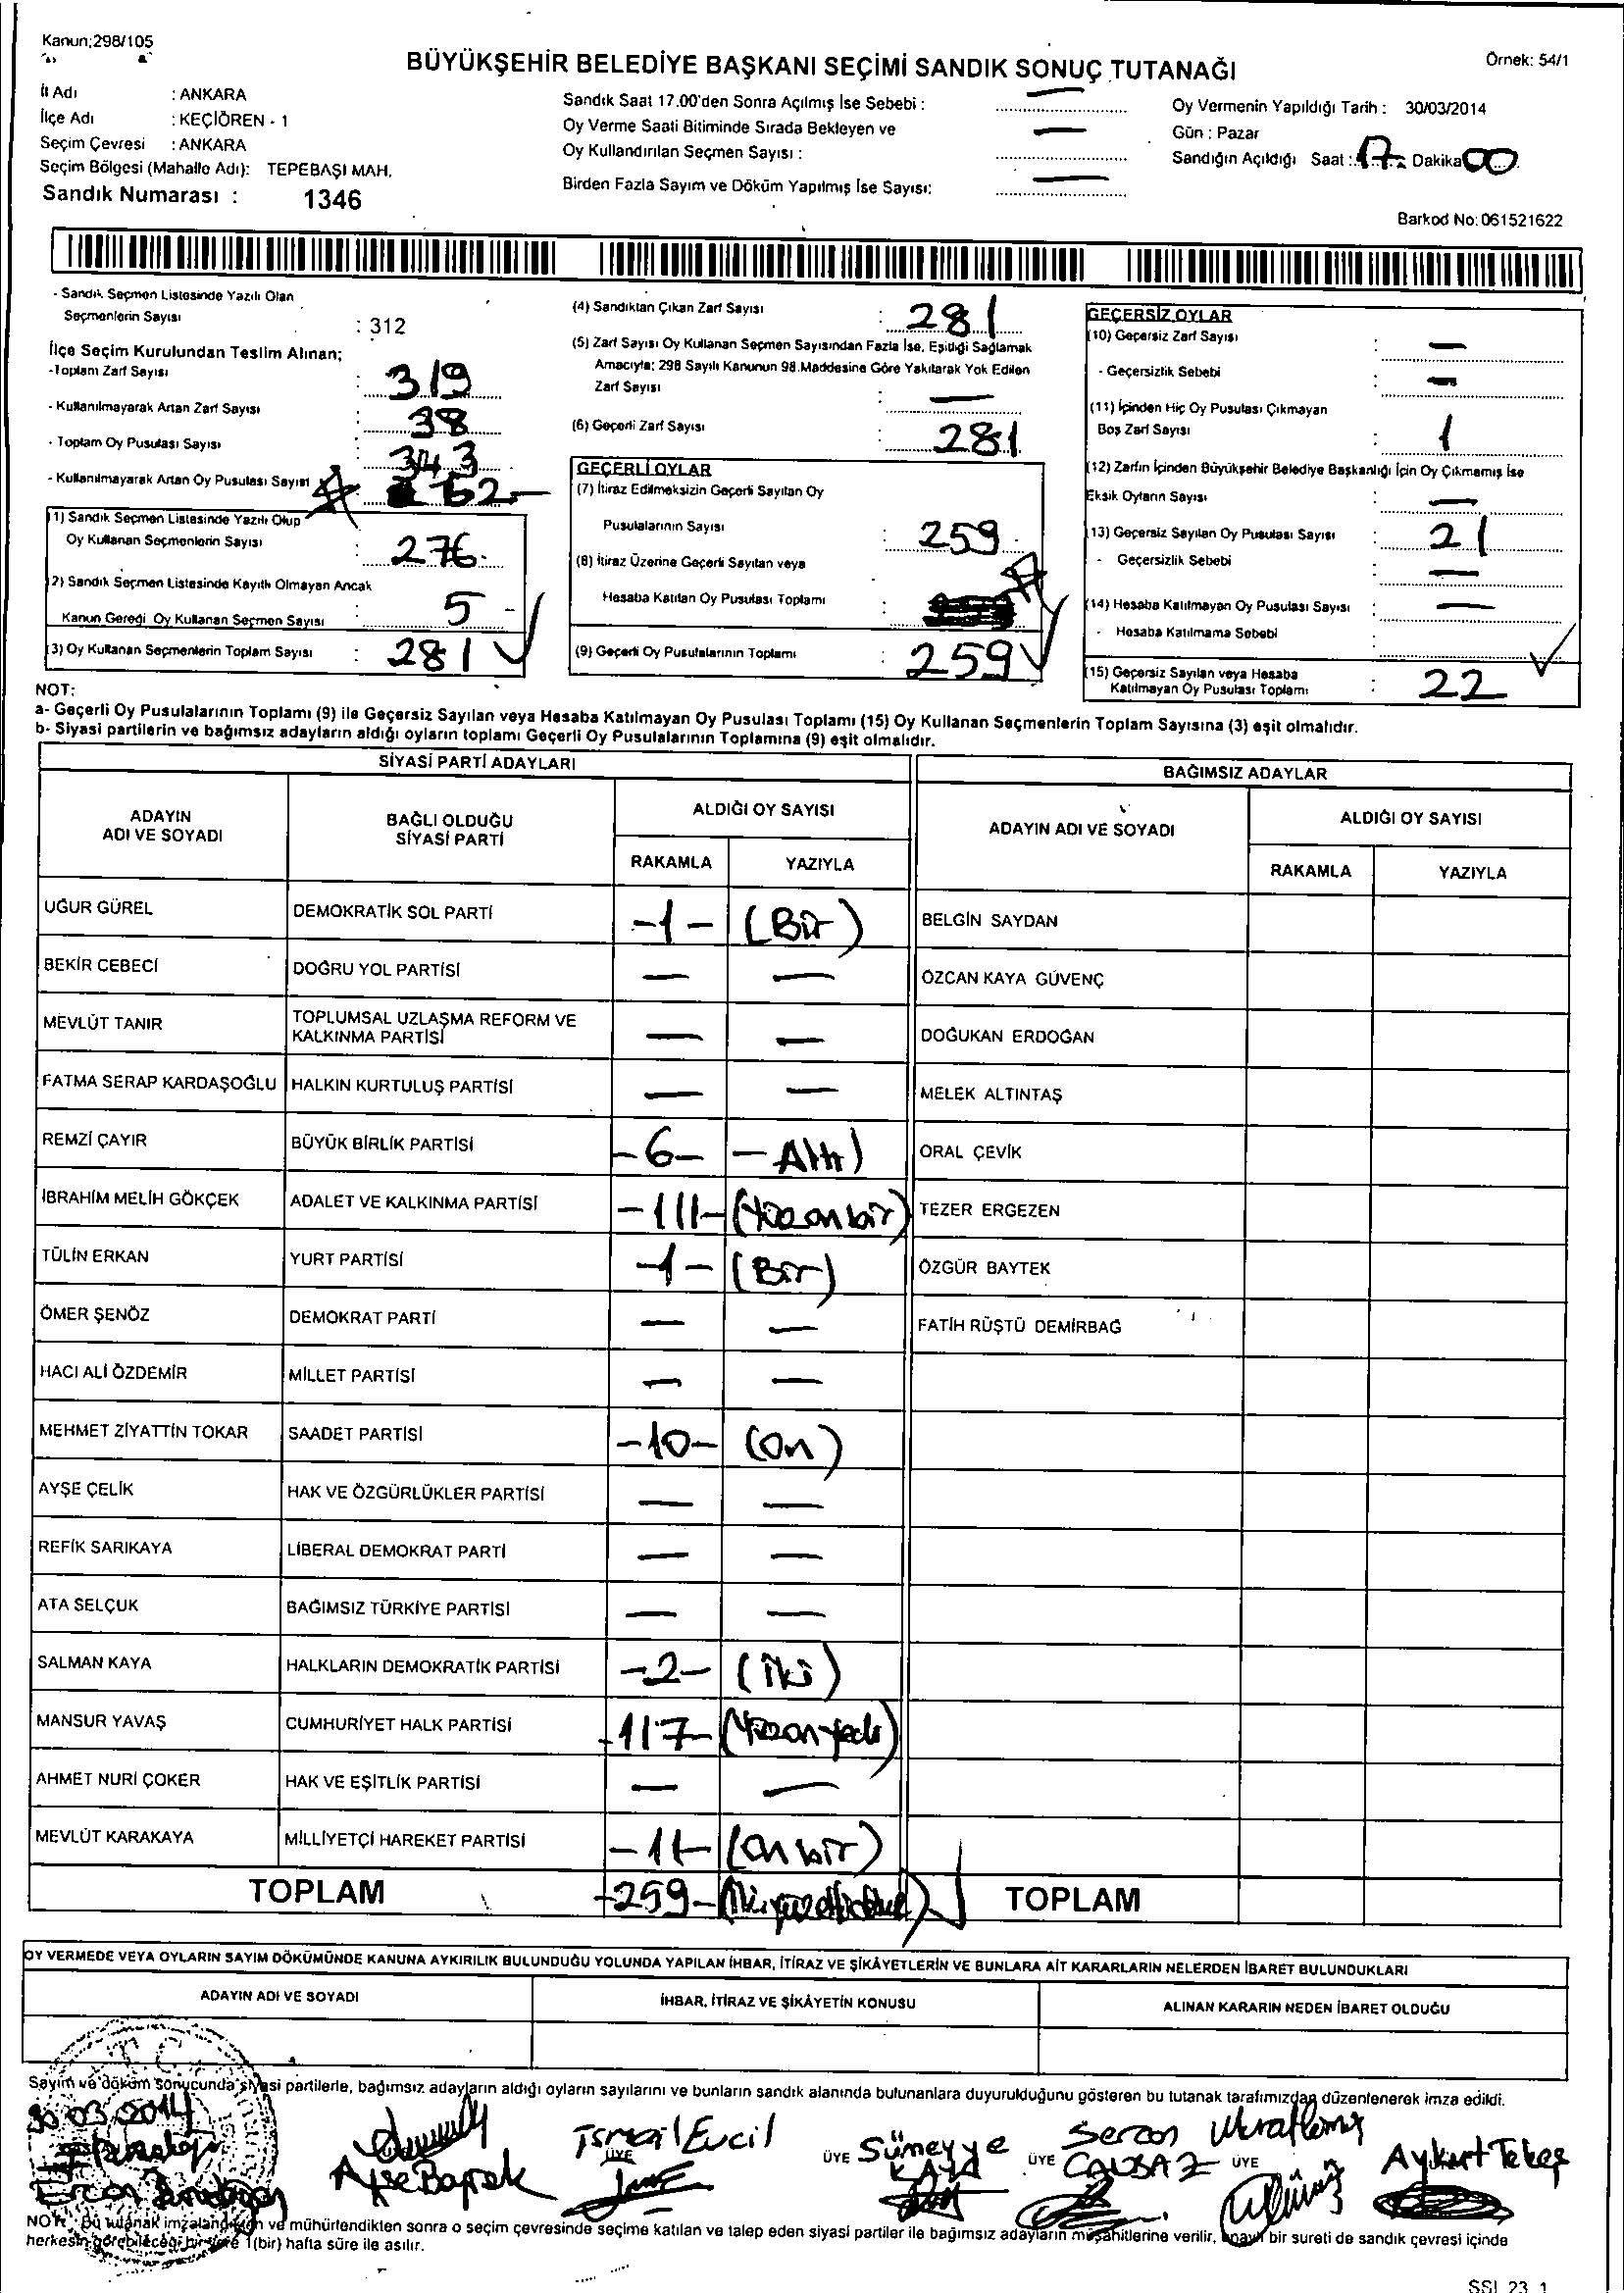 Kanun;298/105
BÜYÜKŞEHİR BELEDİYE BAŞKANI SEÇİMİ SANDIK SONUÇ TUTANAĞI
Örnek: 54/1
İl Adı : ANKARA
İlçe Adı : KEÇİÖREN - 1
Seçim Çevresi : ANKARA
Seçim Bölgesi (Mahalle Adı): TEPEBAŞI MAH.
Sandık Numarası : 1346
Sandık Saat 17.00'den Sonra Açılmış İse Sebebi : —
Oy Verme Saati Bitiminde Sırada Bekleyen ve
Oy Kullandırılan Seçmen Sayısı : —
Birden Fazla Sayım ve Döküm Yapılmış İse Sayısı: —
Oy Vermenin Yapıldığı Tarih : 30/03/2014
Gün : Pazar
Sandığın Açıldığı Saat : 17 Dakika 00
Barkod No: 061521622
- Sandık Seçmen Listesinde Yazılı Olan
Seçmenlerin Sayısı : 312
İlçe Seçim Kurulundan Teslim Alınan;
-Toplam Zarf Sayısı : 319
- Kullanılmayarak Artan Zarf Sayısı : 38
- Toplam Oy Pusulası Sayısı : 343
- Kullanılmayarak Artan Oy Pusulası Sayısı 62
(1) Sandık Seçmen Listesinde Yazılı Olup
Oy Kullanan Seçmenlerin Sayısı : 276
(2) Sandık Seçmen Listesinde Kayıtlı Olmayan Ancak
Kanun Gereği Oy Kullanan Seçmen Sayısı : 5
(3) Oy Kullanan Seçmenlerin Toplam Sayısı : 281
(4) Sandıktan Çıkan Zarf Sayısı : 281
(5) Zarf Sayısı Oy Kullanan Seçmen Sayısından Fazla İse, Eşitliği Sağlamak
Amacıyla; 298 Sayılı Kanunun 98.Maddesine Göre Yakılarak Yok Edilen
Zarf Sayısı : —
(6) Geçerli Zarf Sayısı : 281
GEÇERLİ OYLAR
(7) İtiraz Edilmeksizin Geçerli Sayılan Oy
Pusulalarının Sayısı : 259
(8) İtiraz Üzerine Geçerli Sayılan veya
Hesaba Katılan Oy Pusulası Toplamı :
(9) Geçerli Oy Pusulalarının Toplamı : 259
GEÇERSİZ OYLAR
(10) Geçersiz Zarf Sayısı : —
- Geçersizlik Sebebi : —
(11) İçinden Hiç Oy Pusulası Çıkmayan
Boş Zarf Sayısı : 1
(12) Zarfın İçinden Büyükşehir Belediye Başkanlığı İçin Oy Çıkmamış İse
Eksik Oyların Sayısı : —
(13) Geçersiz Sayılan Oy Pusulası Sayısı : 21
- Geçersizlik Sebebi : —
(14) Hesaba Katılmayan Oy Pusulası Sayısı : —
- Hesaba Katılmama Sebebi :
(15) Geçersiz Sayılan veya Hesaba
Katılmayan Oy Pusulası Toplamı : 22
NOT:
a- Geçerli Oy Pusulalarının Toplamı (9) ile Geçersiz Sayılan veya Hesaba Katılmayan Oy Pusulası Toplamı (15) Oy Kullanan Seçmenlerin Toplam Sayısına (3) eşit olmalıdır.
b- Siyasi partilerin ve bağımsız adayların aldığı oyların toplamı Geçerli Oy Pusulalarının Toplamına (9) eşit olmalıdır.
SİYASİ PARTİ ADAYLARI
BAĞIMSIZ ADAYLAR
ADAYIN ADI VE SOYADI
BAĞLI OLDUĞU SİYASİ PARTİ
ALDIĞI OY SAYISI
RAKAMLA YAZIYLA
ADAYIN ADI VE SOYADI
ALDIĞI OY SAYISI
RAKAMLA YAZIYLA
UĞUR GÜREL DEMOKRATİK SOL PARTİ -1- (Bir) BELGİN SAYDAN
BEKİR CEBECİ DOĞRU YOL PARTİSİ — — ÖZCAN KAYA GÜVENÇ
MEVLÜT TANIR TOPLUMSAL UZLAŞMA REFORM VE KALKINMA PARTİSİ — — DOĞUKAN ERDOĞAN
FATMA SERAP KARDAŞOĞLU HALKIN KURTULUŞ PARTİSİ — — MELEK ALTINTAŞ
REMZİ ÇAYIR BÜYÜK BİRLİK PARTİSİ -6- - Altı) ORAL ÇEVİK
İBRAHİM MELİH GÖKÇEK ADALET VE KALKINMA PARTİSİ -111- (Yüzonbir) TEZER ERGEZEN
TÜLİN ERKAN YURT PARTİSİ -1- (Bir) ÖZGÜR BAYTEK
ÖMER ŞENÖZ DEMOKRAT PARTİ — — FATİH RÜŞTÜ DEMİRBAĞ
HACI ALİ ÖZDEMİR MİLLET PARTİSİ — —
MEHMET ZİYATTİN TOKAR SAADET PARTİSİ -10- (On)
AYŞE ÇELİK HAK VE ÖZGÜRLÜKLER PARTİSİ — —
REFİK SARIKAYA LİBERAL DEMOKRAT PARTİ — —
ATA SELÇUK BAĞIMSIZ TÜRKİYE PARTİSİ — —
SALMAN KAYA HALKLARIN DEMOKRATİK PARTİSİ -2- (İki)
MANSUR YAVAŞ CUMHURİYET HALK PARTİSİ -117- (Yüzonyedi)
AHMET NURİ ÇOKER HAK VE EŞİTLİK PARTİSİ — —
MEVLÜT KARAKAYA MİLLİYETÇİ HAREKET PARTİSİ -11- (Onbir)
TOPLAM -259- (İkiyüzellidokuz) TOPLAM
OY VERMEDE VEYA OYLARIN SAYIM DÖKÜMÜNDE KANUNA AYKIRILIK BULUNDUĞU YOLUNDA YAPILAN İHBAR, İTİRAZ VE ŞİKÂYETLERİN VE BUNLARA AİT KARARLARIN NELERDEN İBARET BULUNDUKLARI
ADAYIN ADI VE SOYADI İHBAR, İTİRAZ VE ŞİKÂYETİN KONUSU ALINAN KARARIN NEDEN İBARET OLDUĞU
Sayım ve döküm sonucunda siyasi partilerle, bağımsız adayların aldığı oyların sayılarını ve bunların sandık alanında bulunanlara duyurulduğunu gösteren bu tutanak tarafımızdan düzenlenerek imza edildi.
30.03.2014
Ercan
Ayşe Bayrak
İsmail Evcil
ÜYE
ÜYE Sümeyye KAYA
ÜYE Sercan
ÜYE
Aykut Tekeş
NOT: Bu tutanak imzalandıktan ve mühürlendikten sonra o seçim çevresinde seçime katılan ve talep eden siyasi partiler ile bağımsız adayların müşahitlerine verilir, onaylı bir sureti de sandık çevresi içinde
herkesin görebileceği bir yere 1(bir) hafta süre ile asılır.
SSI 23 1